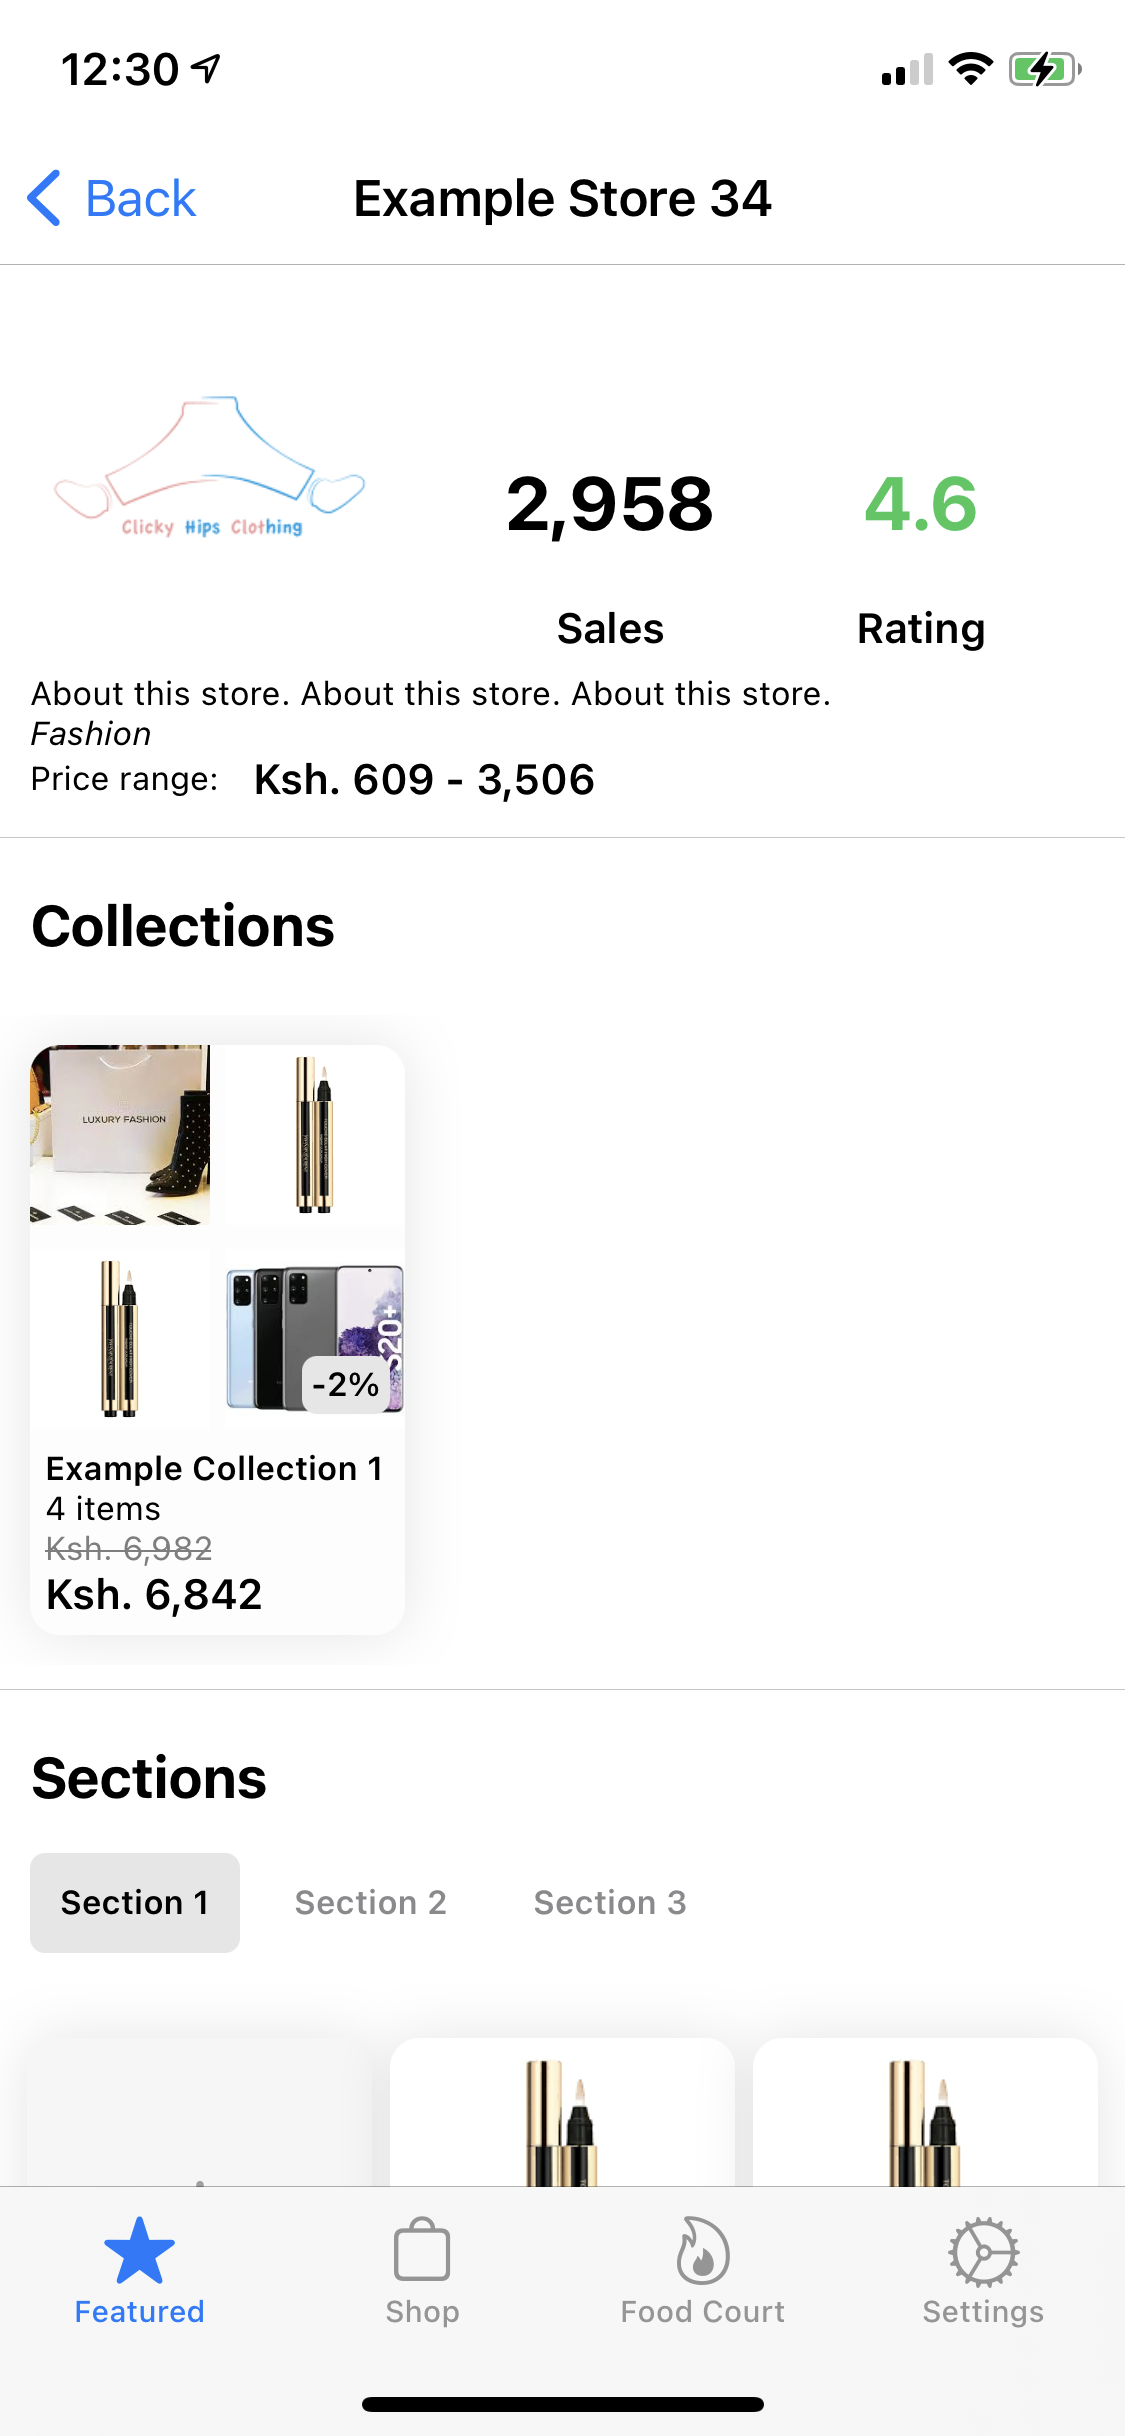 12:30
Back
Example Store 34
Clicky Hips Clothing
2,958
4.6
Sales
Rating
About this store. About this store. About this store.
Fashion
Price range: Ksh. 609 - 3,506
Collections
LUXURY FASHION
S20+
-2%
Example Collection 1
4 items
Ksh. 6,982
Ksh. 6,842
Sections
Section 1
Section 2
Section 3
Featured
Shop
Food Court
Settings